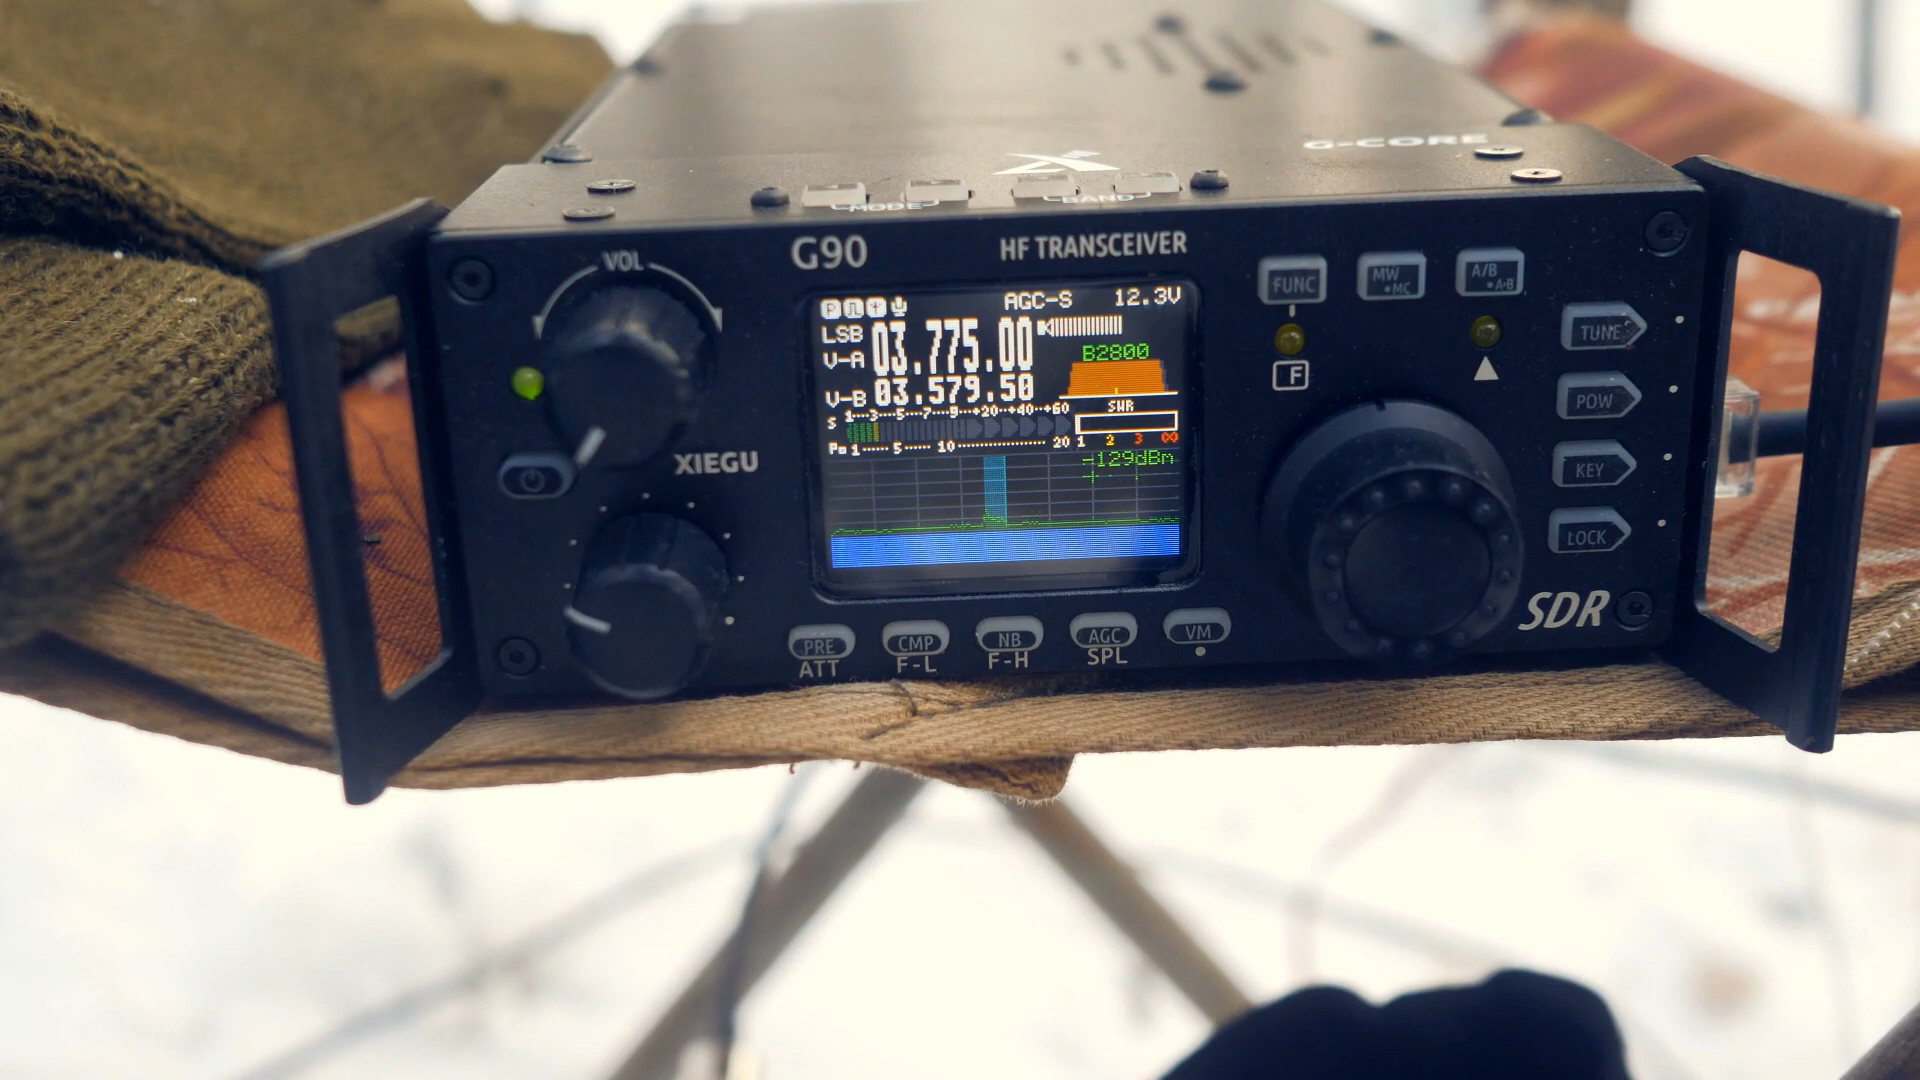 G-CORE
MODE BAND
G90 HF TRANSCEIVER
VOL
FUNC MW •MC A/B •A•B
P AGC-S 12.3V
LSB 03.775.00
V-A
B2800
V-B 03.579.50
SWR
S 1 3 5 7 9 +20 +40 +60
Po 1 5 10 20 1 2 3 ∞
-129dBm
XIEGU
F
TUNE
POW
KEY
LOCK
SDR
PRE CMP NB AGC VM
ATT F-L F-H SPL